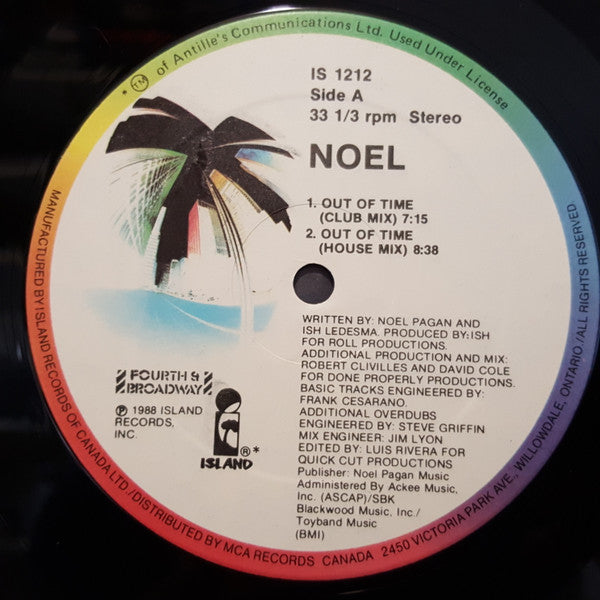 * TM of Antille's Communications Ltd. Used Under License
IS 1212
Side A
33 1/3 rpm Stereo
NOEL
1. OUT OF TIME
(CLUB MIX) 7:15
2. OUT OF TIME
(HOUSE MIX) 8:38
WRITTEN BY: NOEL PAGAN AND
ISH LEDESMA. PRODUCED BY:ISH
FOR ROLL PRODUCTIONS.
ADDITIONAL PRODUCTION AND MIX:
ROBERT CLIVILLES AND DAVID COLE
FOR DONE PROPERLY PRODUCTIONS.
BASIC TRACKS ENGINEERED BY:
FRANK CESARANO.
ADDITIONAL OVERDUBS
ENGINEERED BY: STEVE GRIFFIN
MIX ENGINEER: JIM LYON
EDITED BY: LUIS RIVERA FOR
QUICK CUT PRODUCTIONS
Publisher: Noel Pagan Music
Administered By Ackee Music,
Inc. (ASCAP)/SBK
Blackwood Music, Inc./
Toyband Music
(BMI)
FOURTH &
BROADWAY
℗ 1988 ISLAND
RECORDS,
INC.
®*
ISLAND
MANUFACTURED BY ISLAND RECORDS OF CANADA LTD./DISTRIBUTED BY MCA RECORDS CANADA 2450 VICTORIA PARK AVE., WILLOWDALE, ONTARIO./ALL RIGHTS RESERVED.